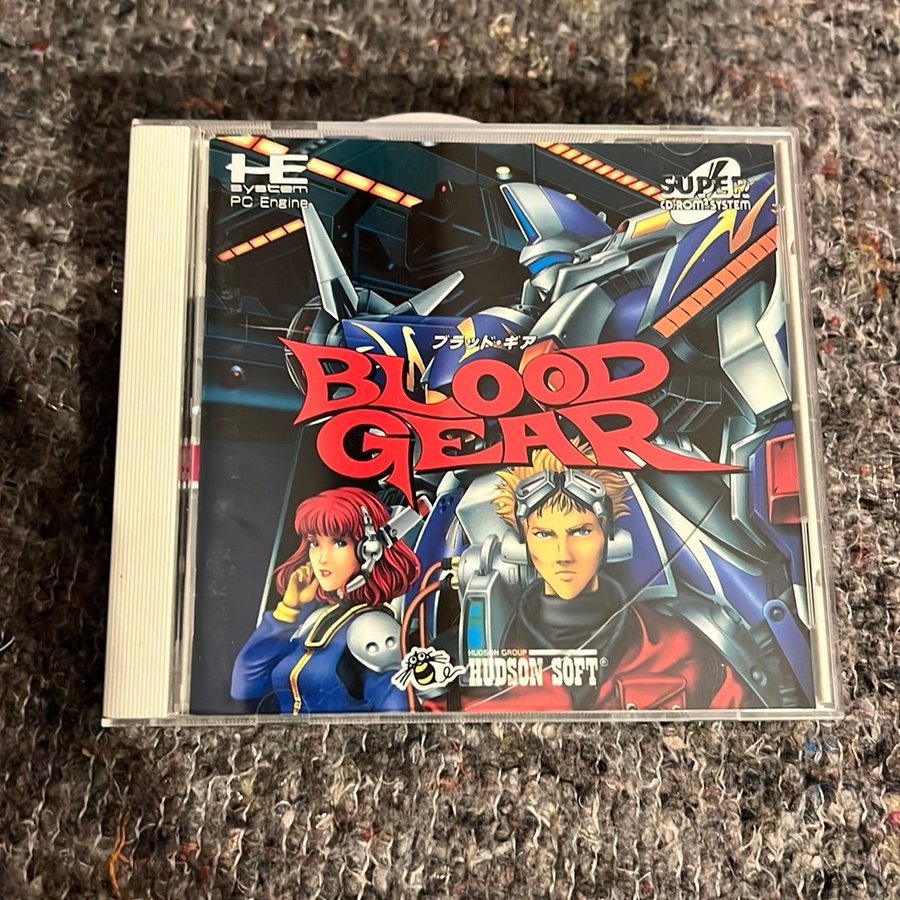 HE
system
PC Engine
SUPER
CD-ROM² SYSTEM
ブラッド・ギア
BLOOD
GEAR
HUDSON GROUP
HUDSON SOFT®